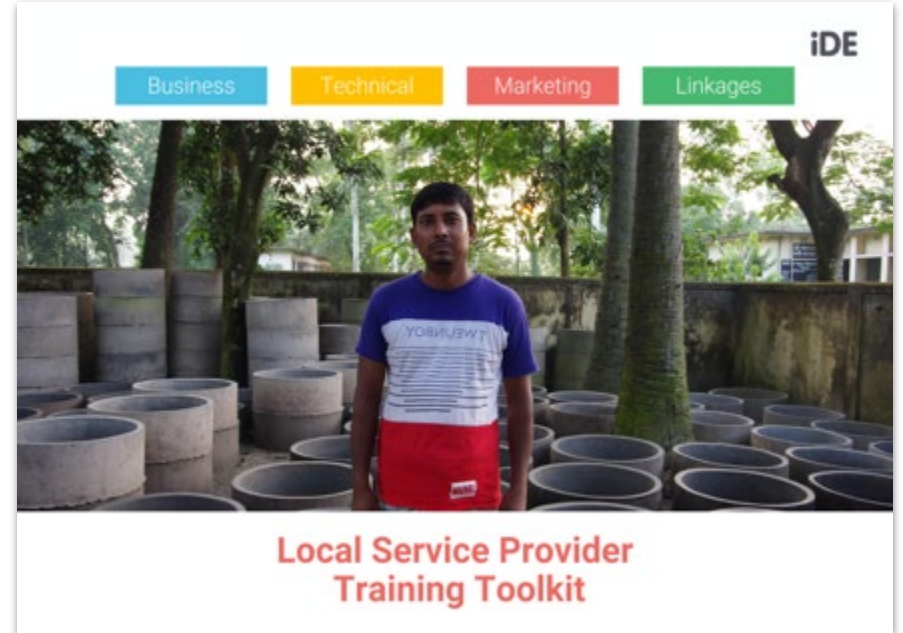 iDE
Business
Technical
Marketing
Linkages
Local Service Provider
Training Toolkit